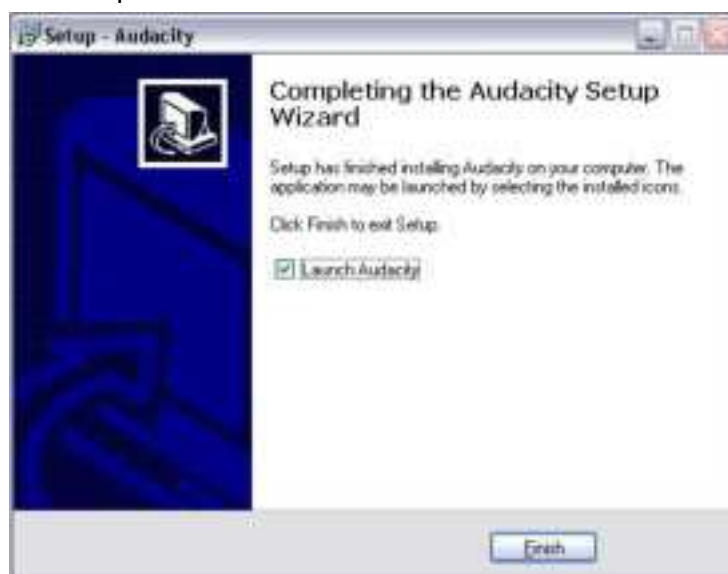 Setup - Audacity
Completing the Audacity Setup
Wizard
Setup has finished installing Audacity on your computer. The
application may be launched by selecting the installed icons.
Click Finish to exit Setup.
Launch Audacity
Finish